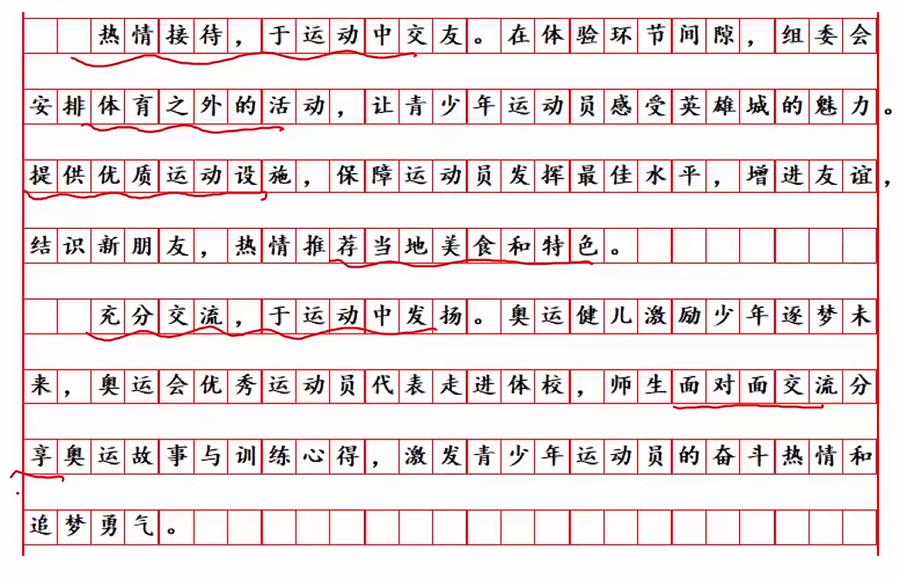 热情接待，于运动中交友。在体验环节间隙，组委会
安排体育之外的活动，让青少年运动员感受英雄城的魅力。
提供优质运动设施，保障运动员发挥最佳水平，增进友谊，
结识新朋友，热情推荐当地美食和特色。
充分交流，于运动中发扬。奥运健儿激励少年逐梦未
来，奥运会优秀运动员代表走进体校，师生面对面交流分
享奥运故事与训练心得，激发青少年运动员的奋斗热情和
追梦勇气。